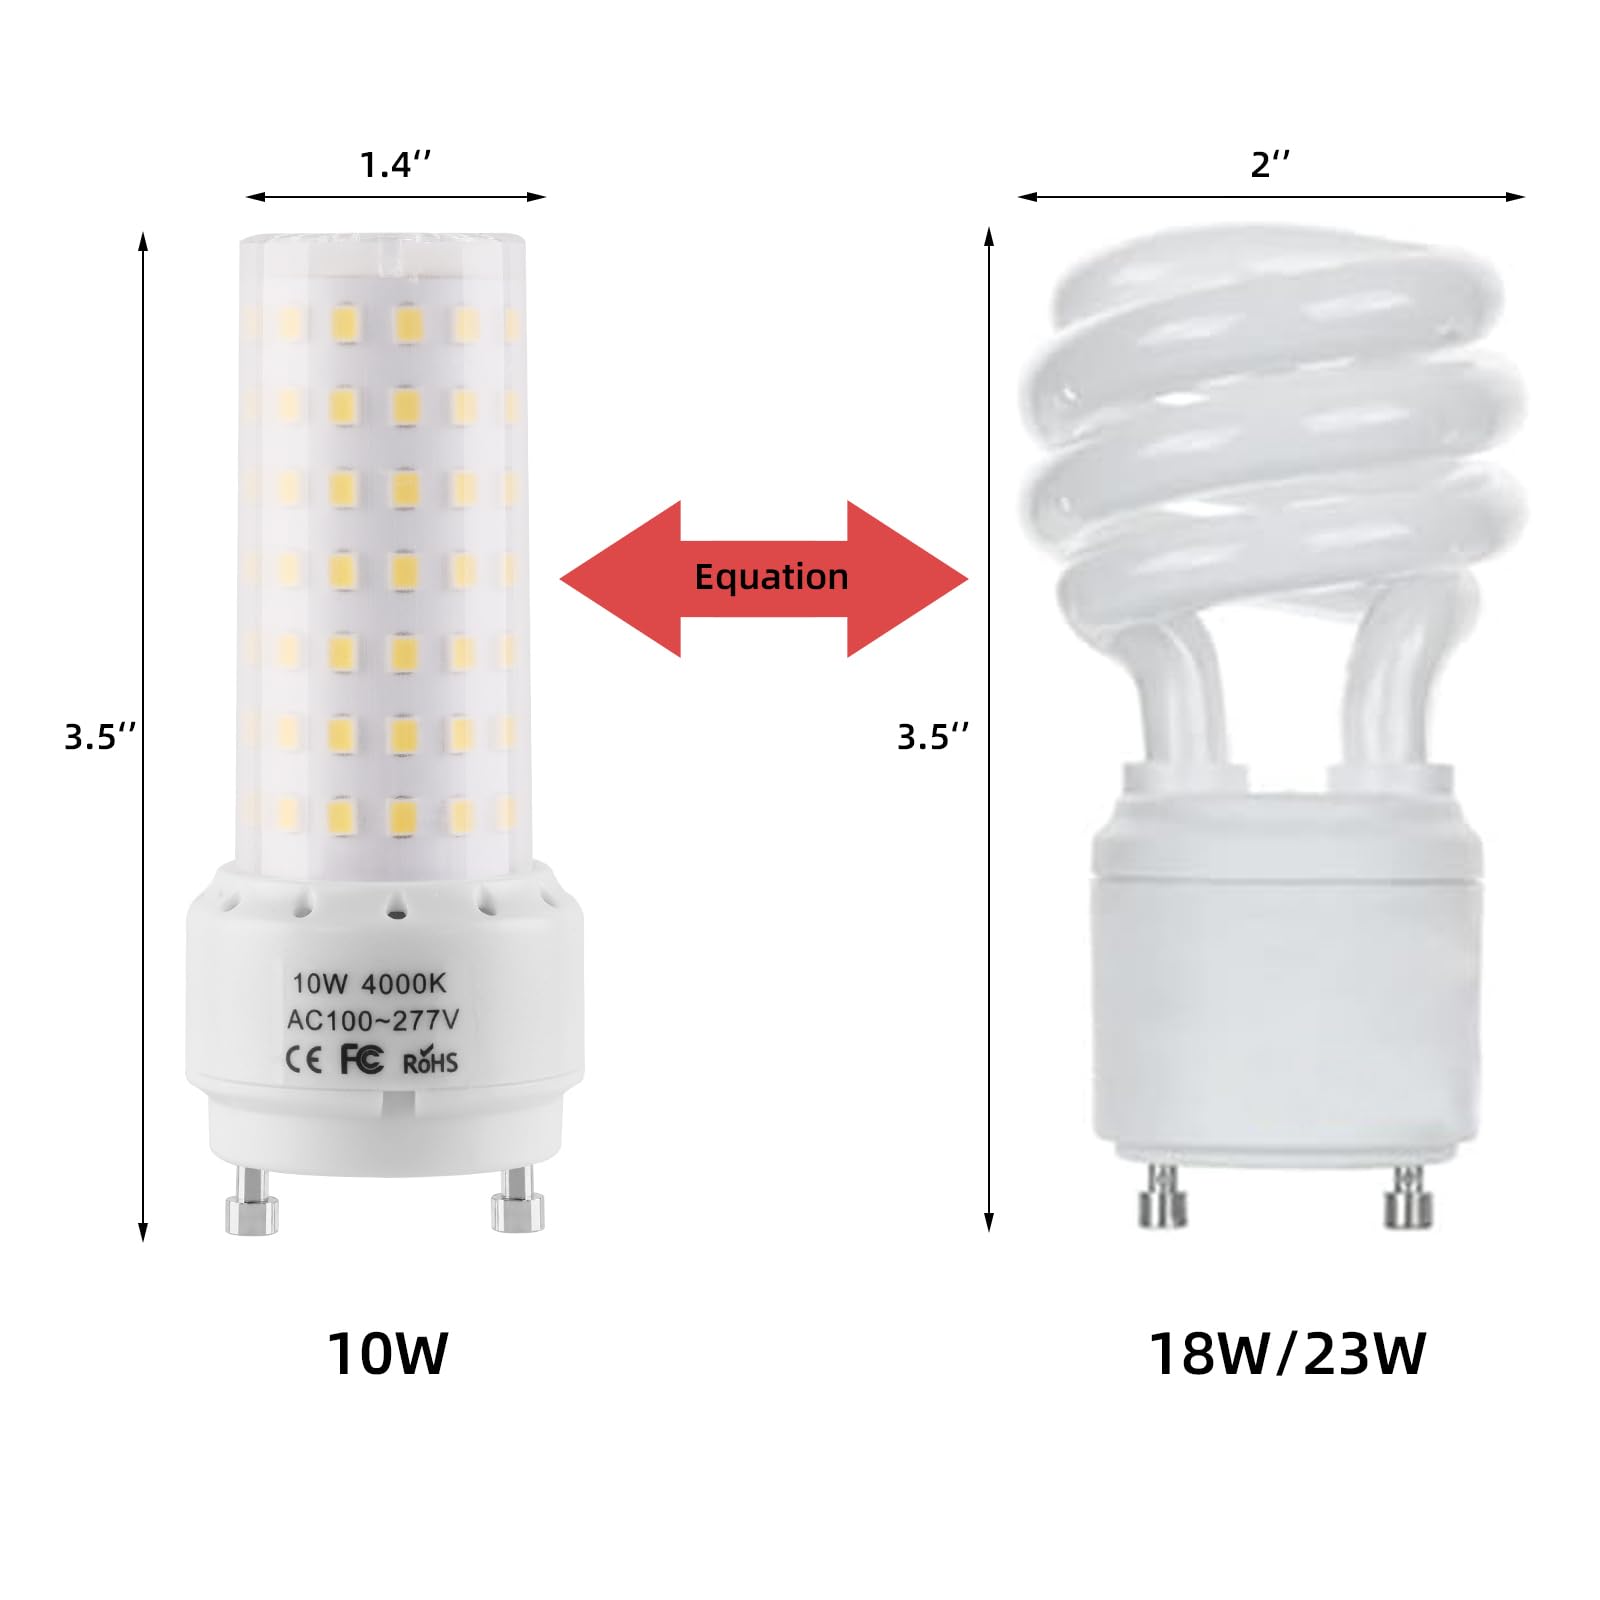 1.4‘’
2‘’
Equation
3.5‘’
3.5‘’
10W 4000K
AC100~277V
CE FC RoHS
10W
18W/23W